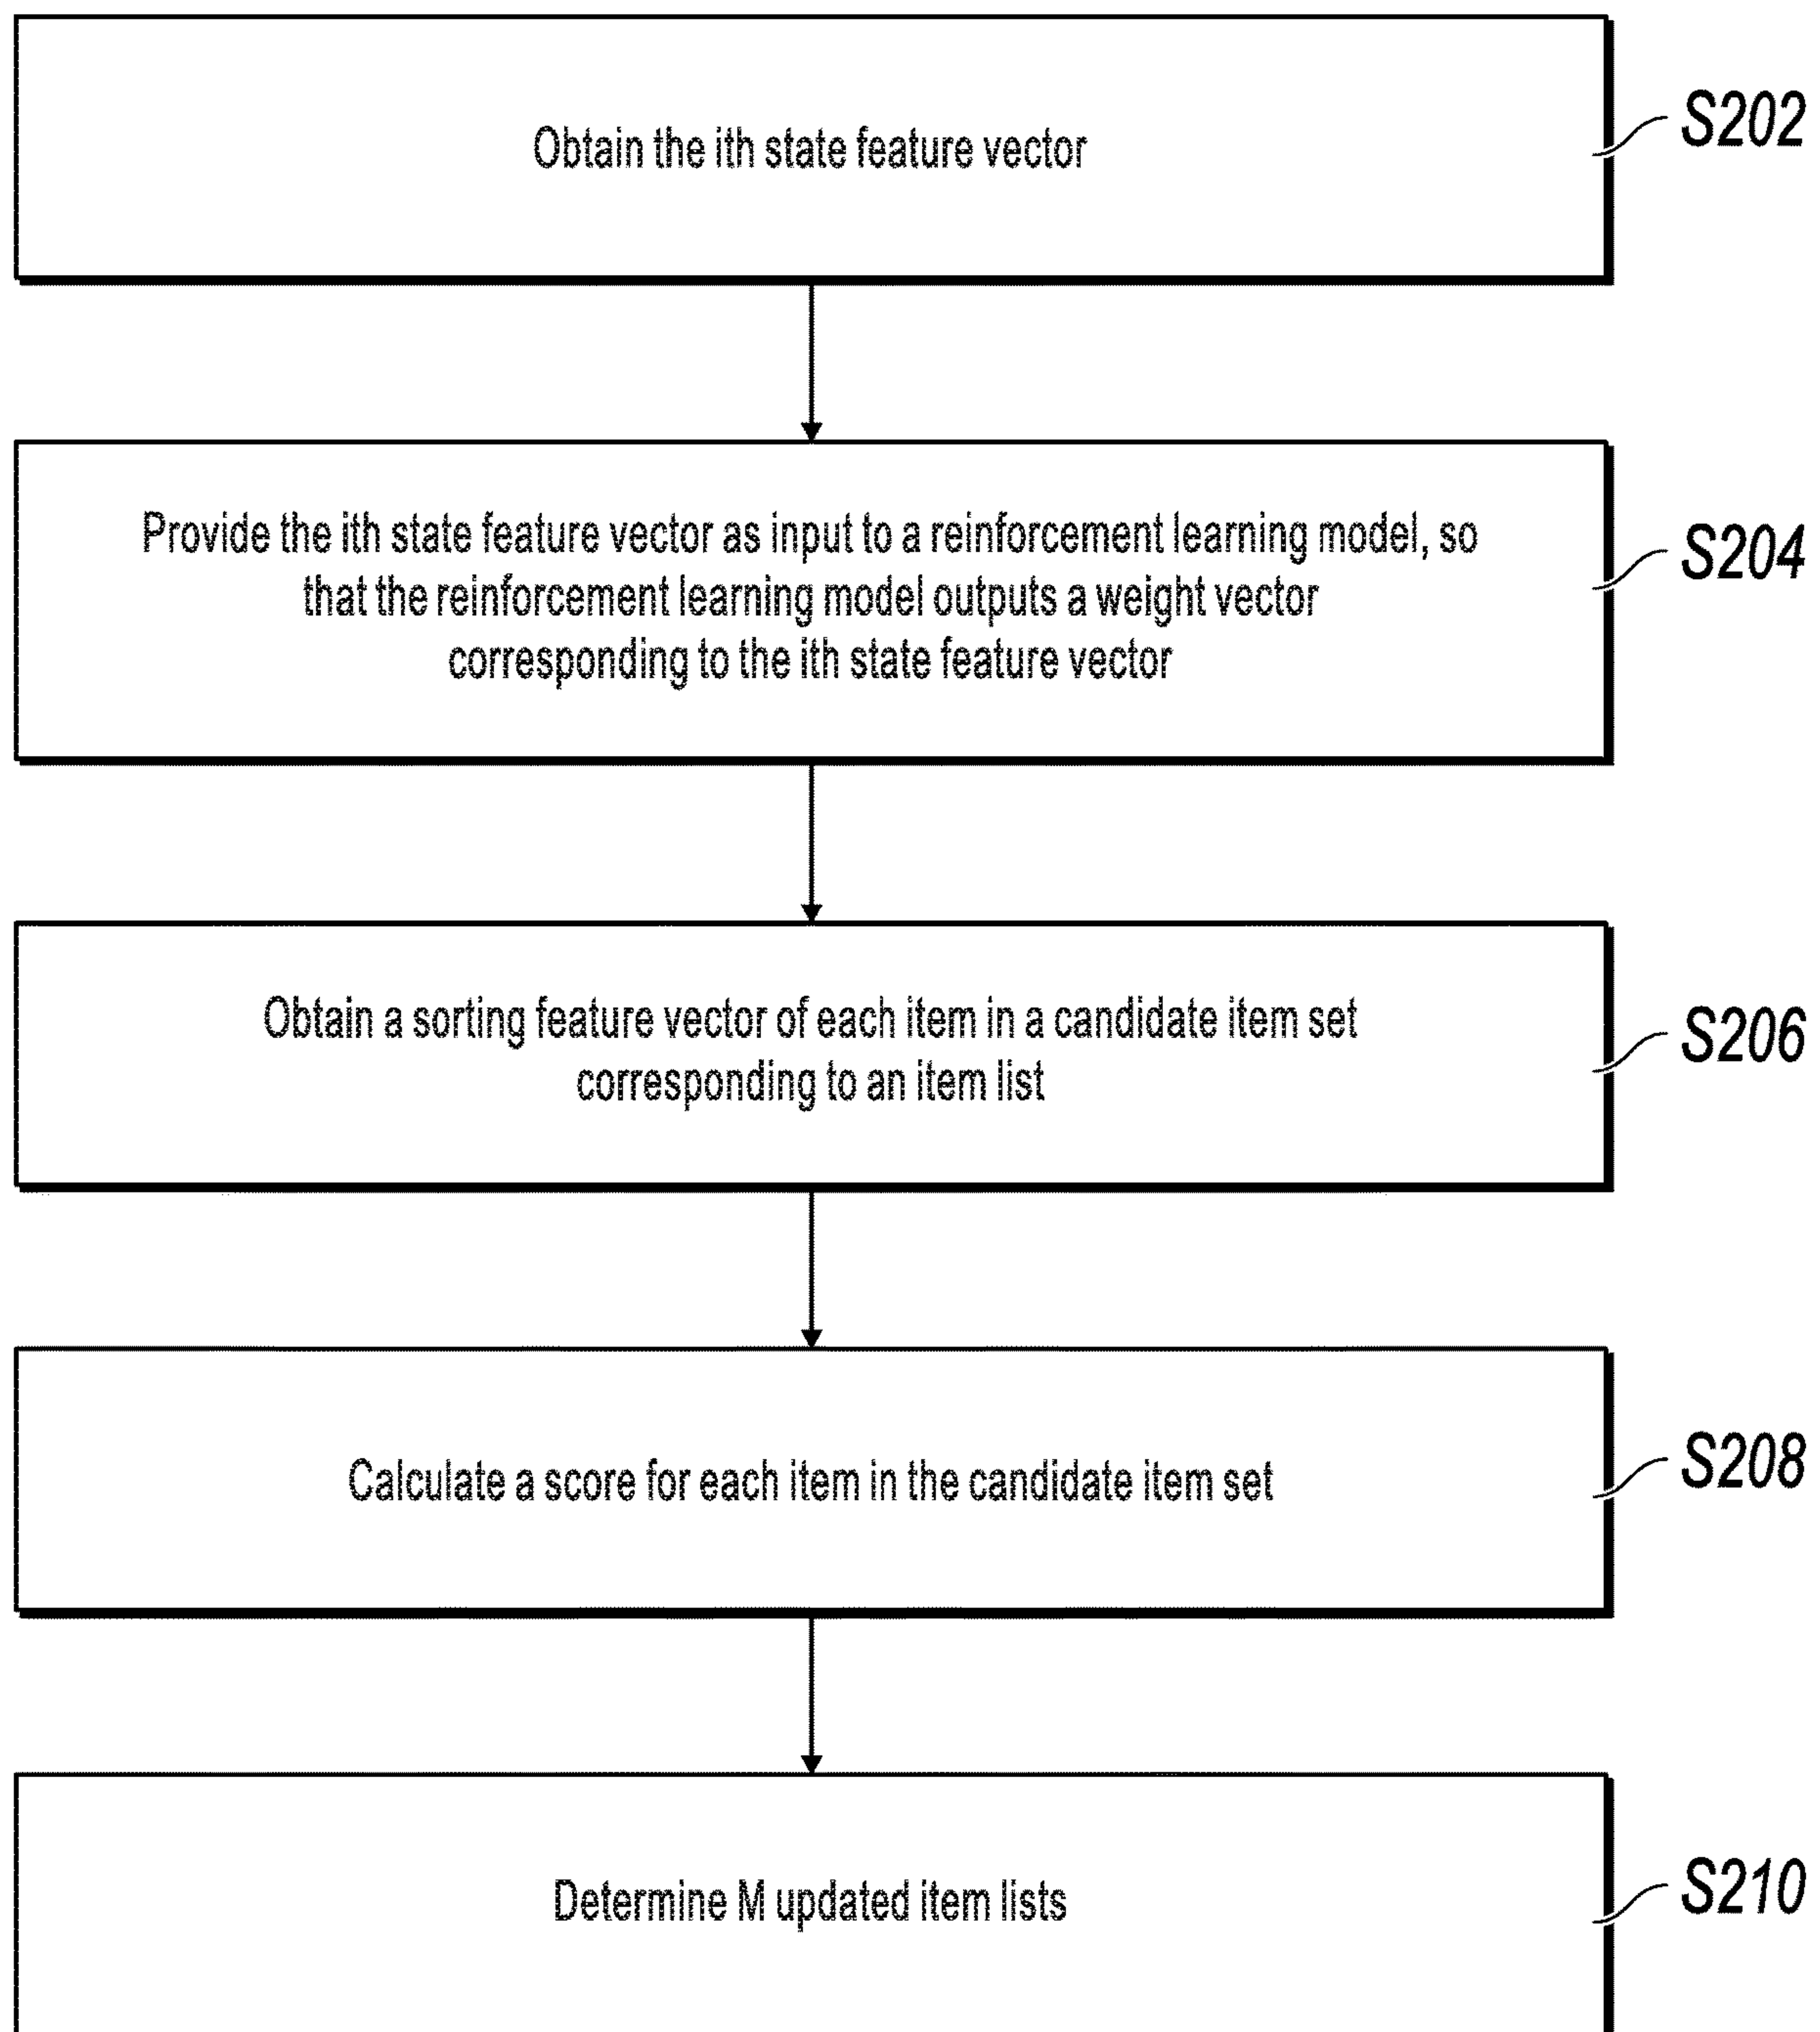 Obtain the ith state feature vector
S202
Provide the ith state feature vector as input to a reinforcement learning model, so
that the reinforcement learning model outputs a weight vector
corresponding to the ith state feature vector
S204
Obtain a sorting feature vector of each item in a candidate item set
corresponding to an item list
S206
Calculate a score for each item in the candidate item set
S208
Determine M updated item lists
S210